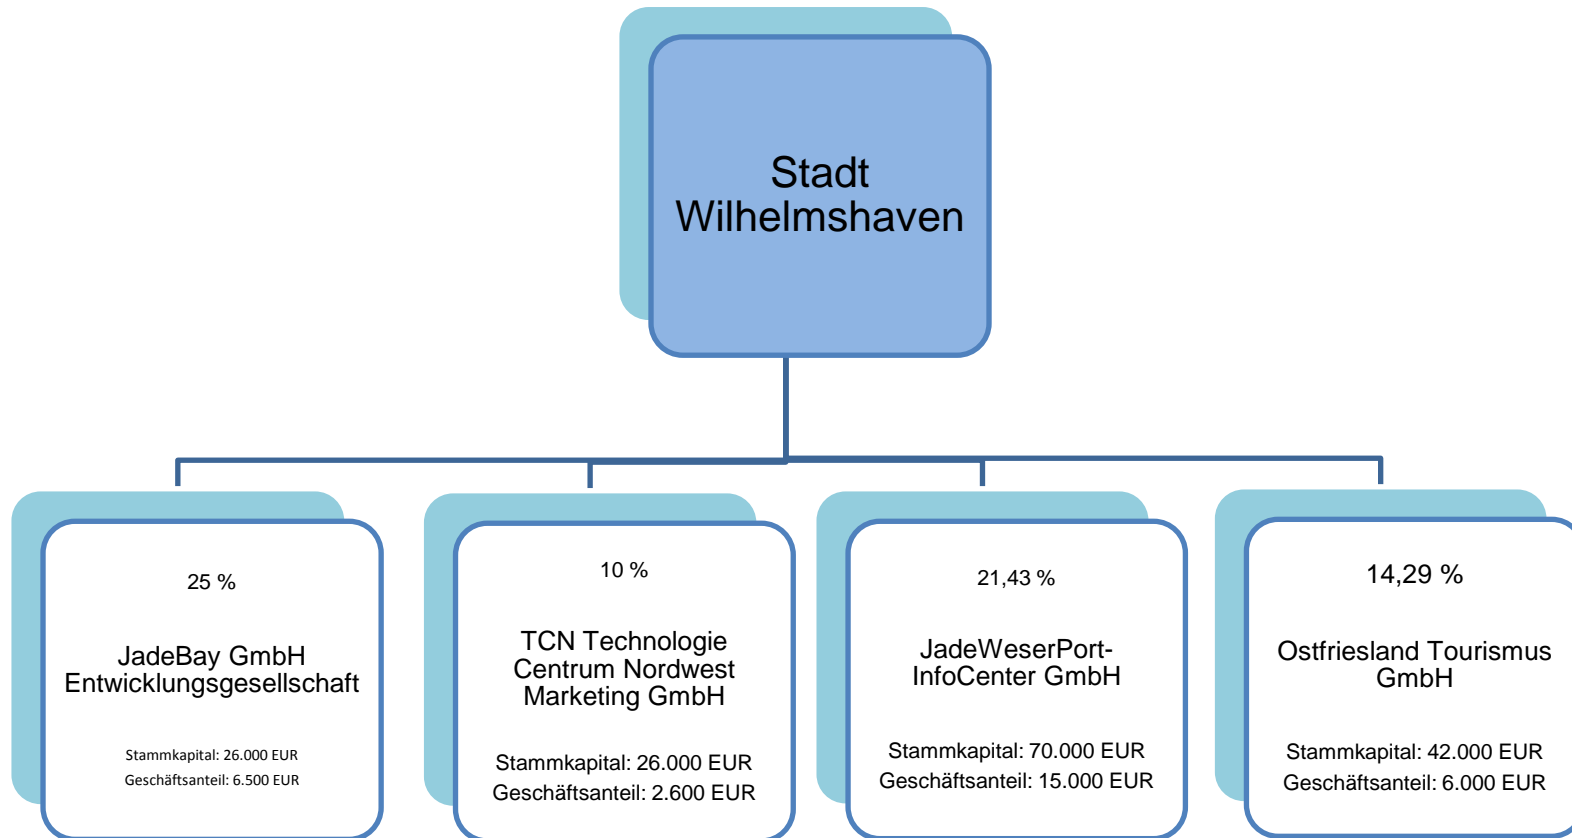 Stadt
Wilhelmshaven
25 %
JadeBay GmbH
Entwicklungsgesellschaft
Stammkapital: 26.000 EUR
Geschäftsanteil: 6.500 EUR
10 %
TCN Technologie
Centrum Nordwest
Marketing GmbH
Stammkapital: 26.000 EUR
Geschäftsanteil: 2.600 EUR
21,43 %
JadeWeserPort-
InfoCenter GmbH
Stammkapital: 70.000 EUR
Geschäftsanteil: 15.000 EUR
14,29 %
Ostfriesland Tourismus
GmbH
Stammkapital: 42.000 EUR
Geschäftsanteil: 6.000 EUR